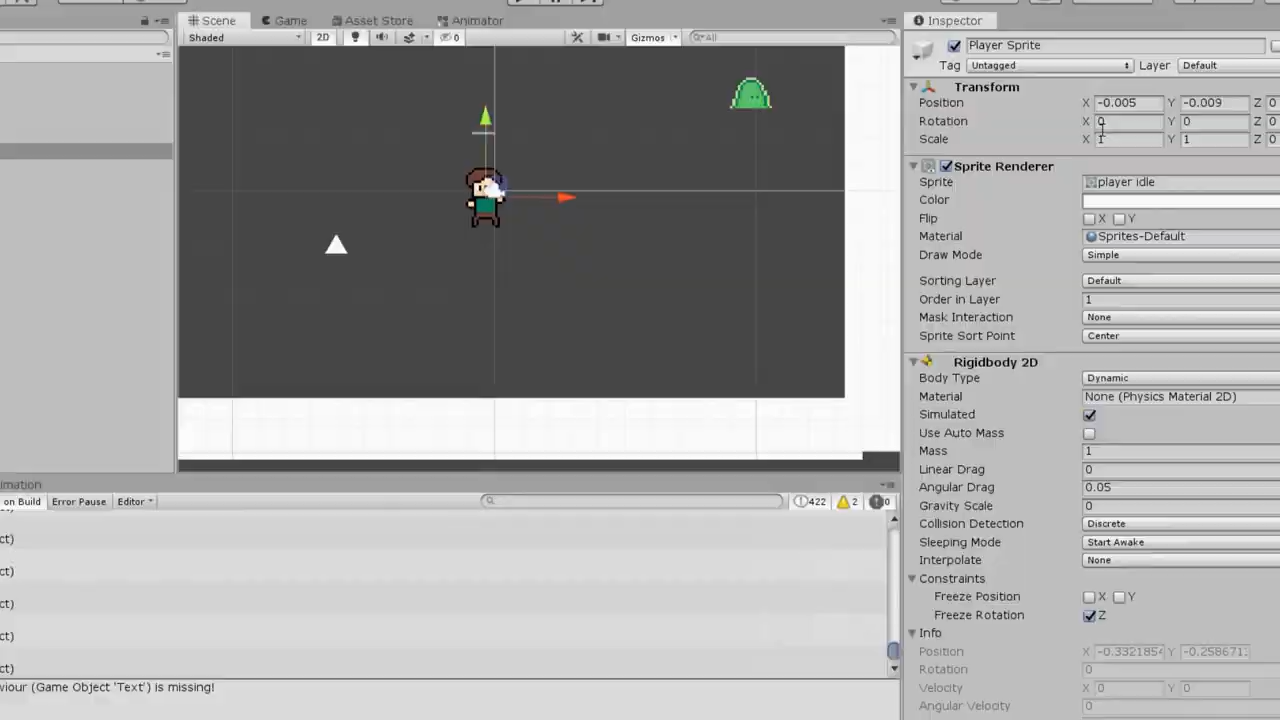 Scene
Game
Asset Store
Animator
Inspector
Shaded
2D
0
Gizmos
All
Player Sprite
Tag Untagged Layer Default
Transform
Position X -0.005 Y -0.009 Z 0
Rotation X 0 Y 0 Z 0
Scale X 1 Y 1 Z 0
Sprite Renderer
Sprite player idle
Color
Flip X Y
Material Sprites-Default
Draw Mode Simple
Sorting Layer Default
Order in Layer 1
Mask Interaction None
Sprite Sort Point Center
Rigidbody 2D
Body Type Dynamic
Material None (Physics Material 2D)
Simulated
Use Auto Mass
Mass 1
Linear Drag 0
Angular Drag 0.05
Gravity Scale 0
Collision Detection Discrete
Sleeping Mode Start Awake
Interpolate None
Constraints
Freeze Position X Y
Freeze Rotation Z
Info
Position X -0.3321854 Y
Rotation 0
Velocity X 0 Y 0
Angular Velocity 0
imation
on Build Error Pause Editor 422 2 0
ct)
ct)
ct)
ct)
ct)
viour (Game Object 'Text') is missing!